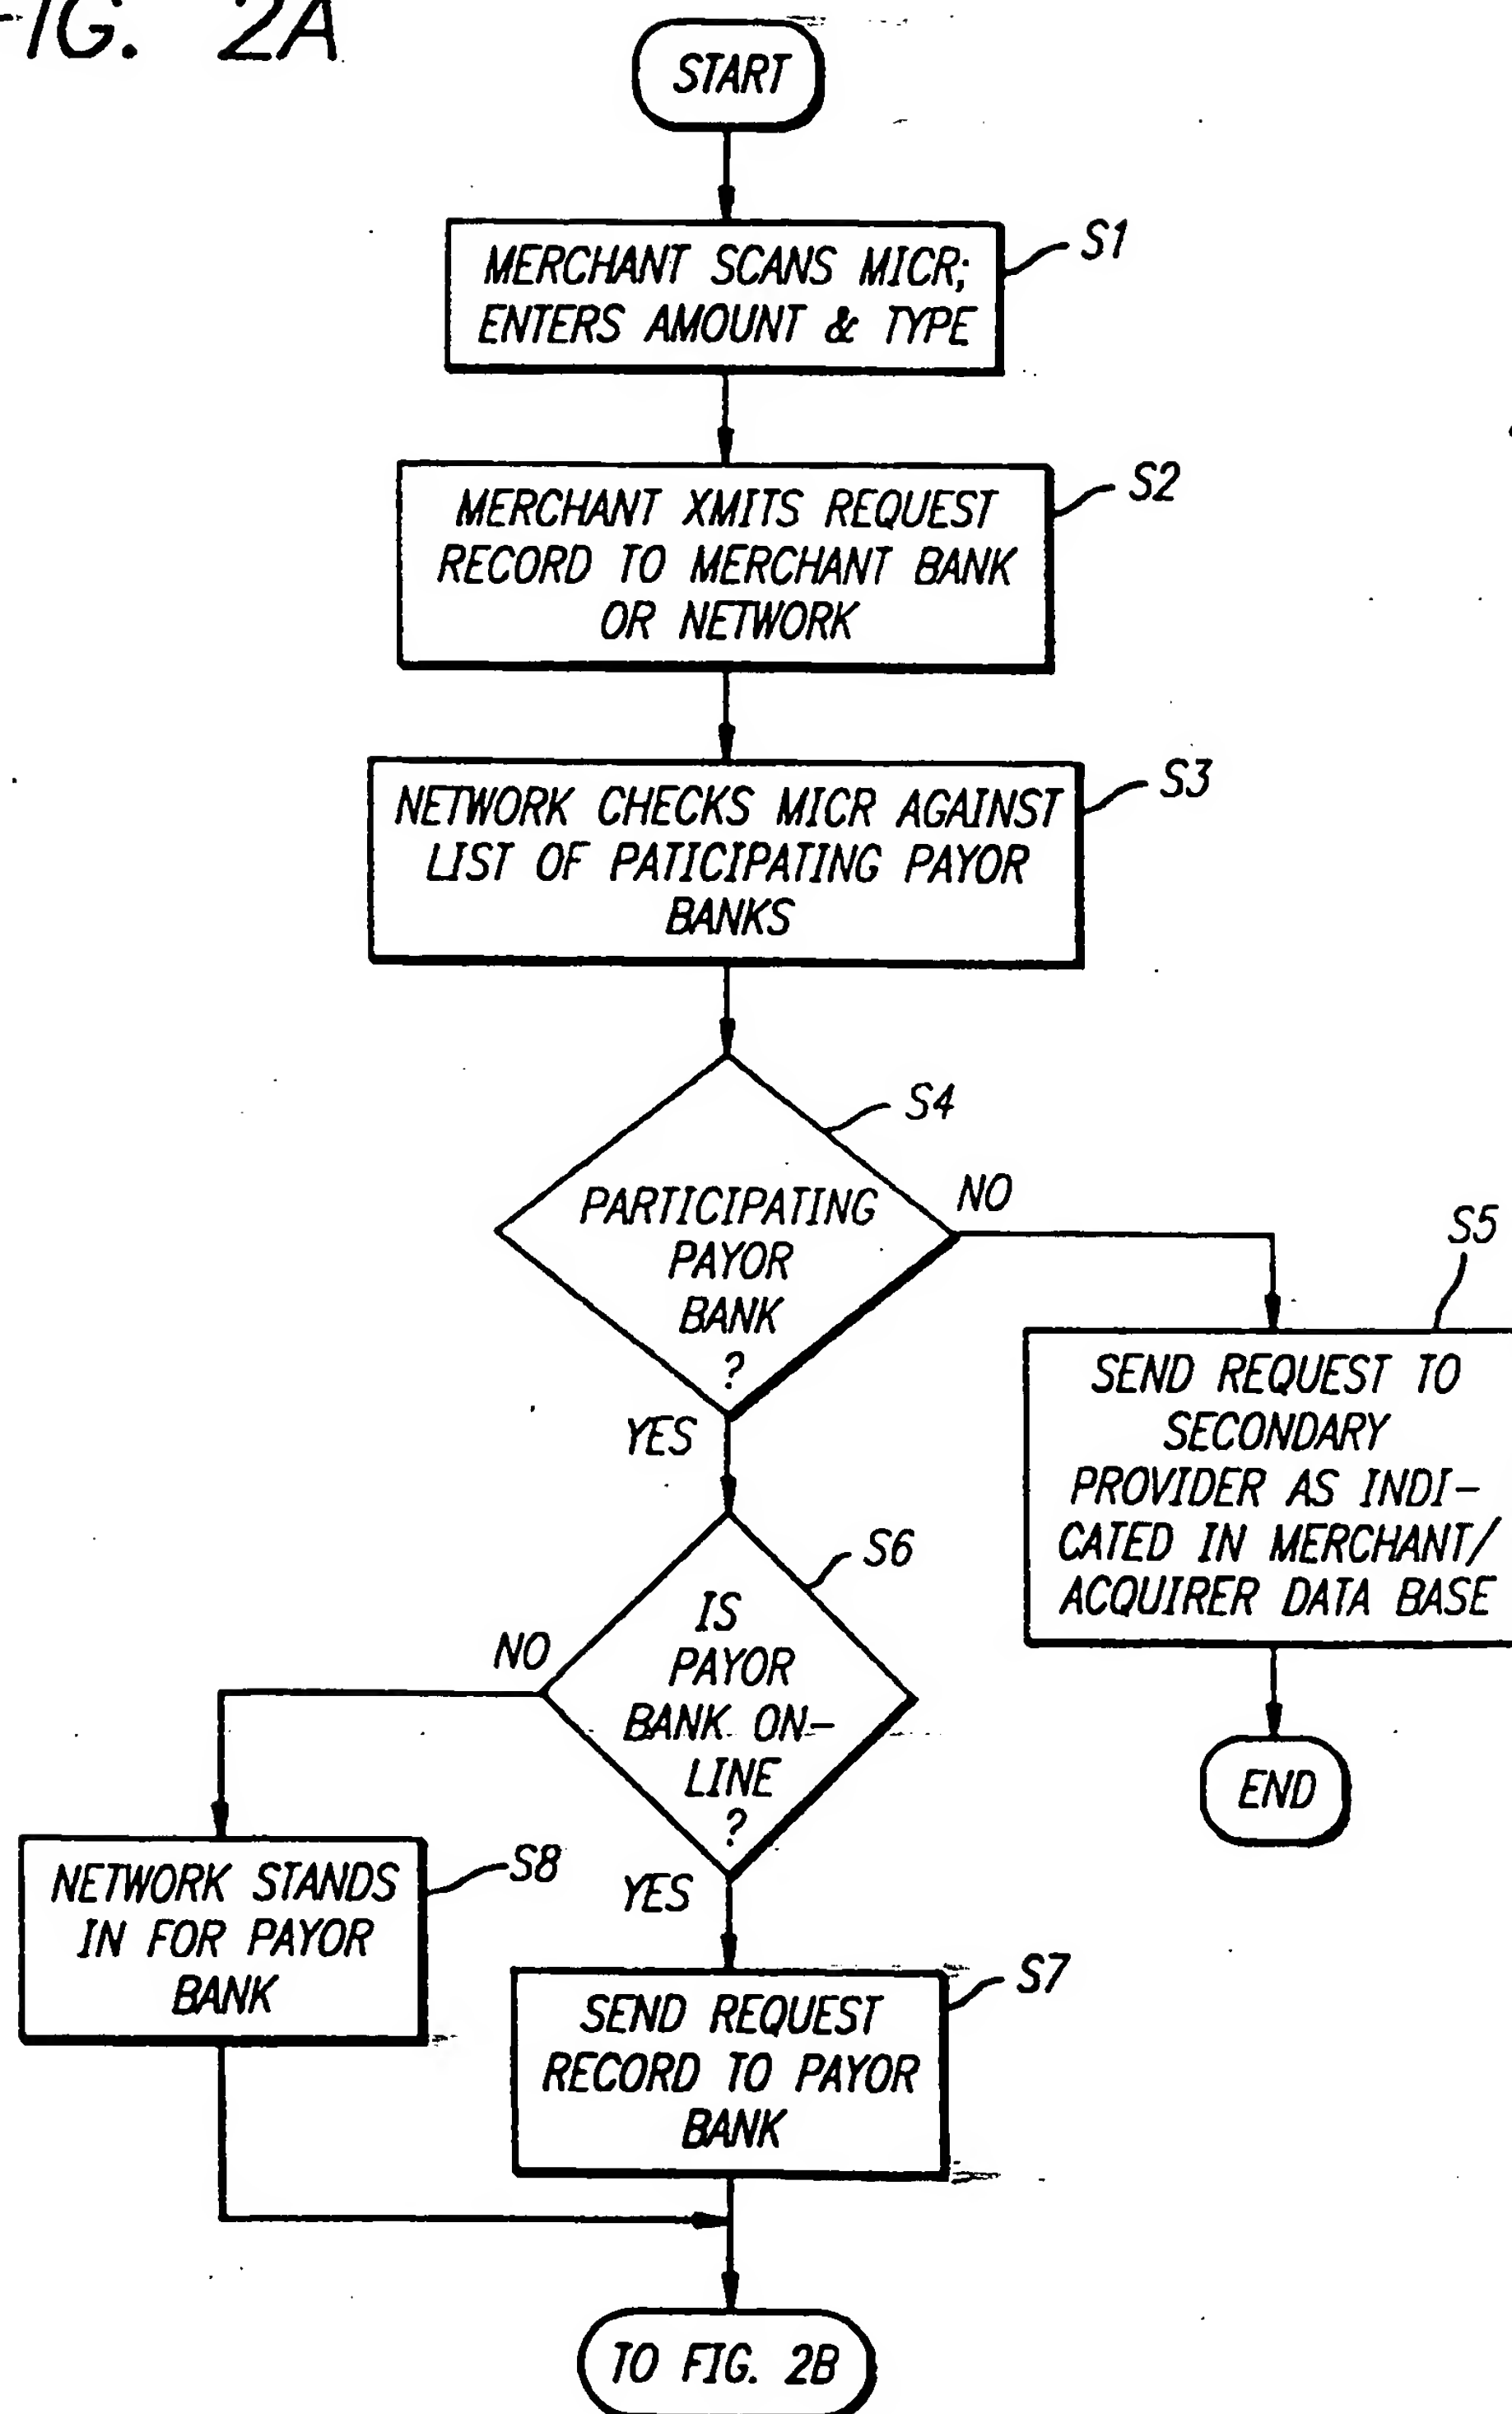 FIG. 2A
START
S1
MERCHANT SCANS MICR;
ENTERS AMOUNT & TYPE
S2
MERCHANT XMITS REQUEST
RECORD TO MERCHANT BANK
OR NETWORK
S3
NETWORK CHECKS MICR AGAINST
LIST OF PATICIPATING PAYOR
BANKS
S4
PARTICIPATING
PAYOR
BANK
?
NO
YES
S5
SEND REQUEST TO
SECONDARY
PROVIDER AS INDI-
CATED IN MERCHANT/
ACQUIRER DATA BASE
END
S6
IS
PAYOR
BANK ON-
LINE
?
NO
YES
S8
NETWORK STANDS
IN FOR PAYOR
BANK
S7
SEND REQUEST
RECORD TO PAYOR
BANK
TO FIG. 2B